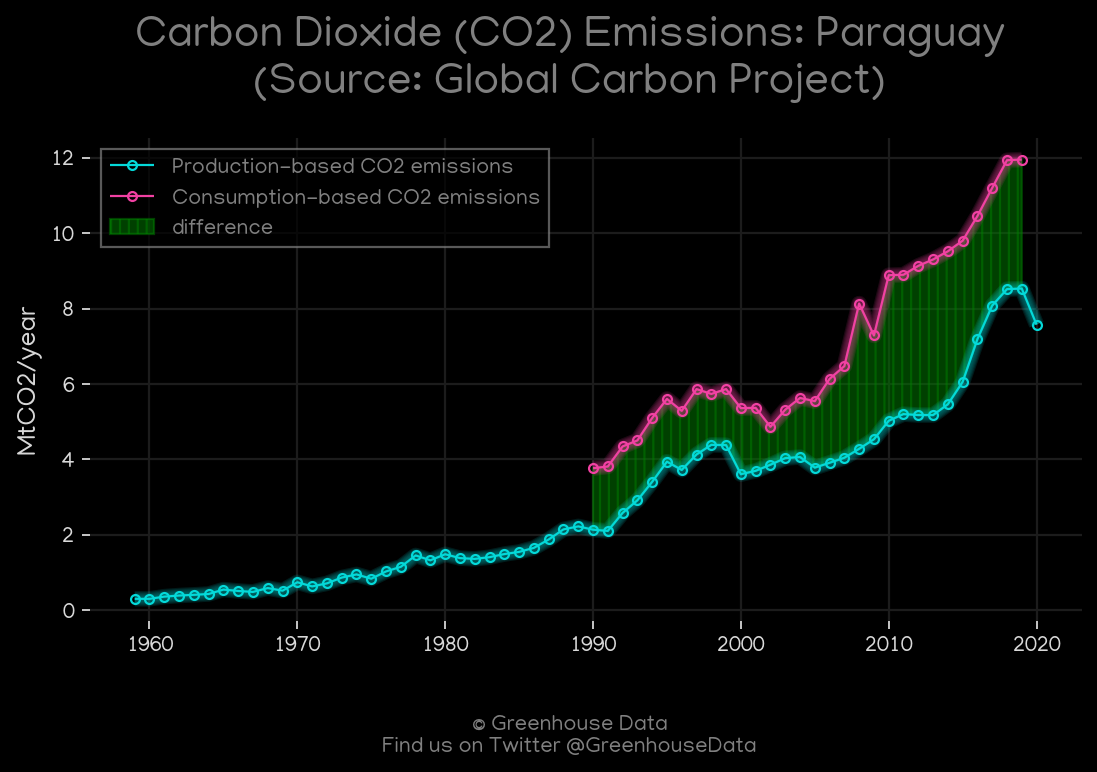 Carbon Dioxide (CO2) Emissions: Paraguay
(Source: Global Carbon Project)
Production-based CO2 emissions
Consumption-based CO2 emissions
difference
MtCO2/year
12
10
8
6
4
2
0
1960 1970 1980 1990 2000 2010 2020
© Greenhouse Data
Find us on Twitter @GreenhouseData